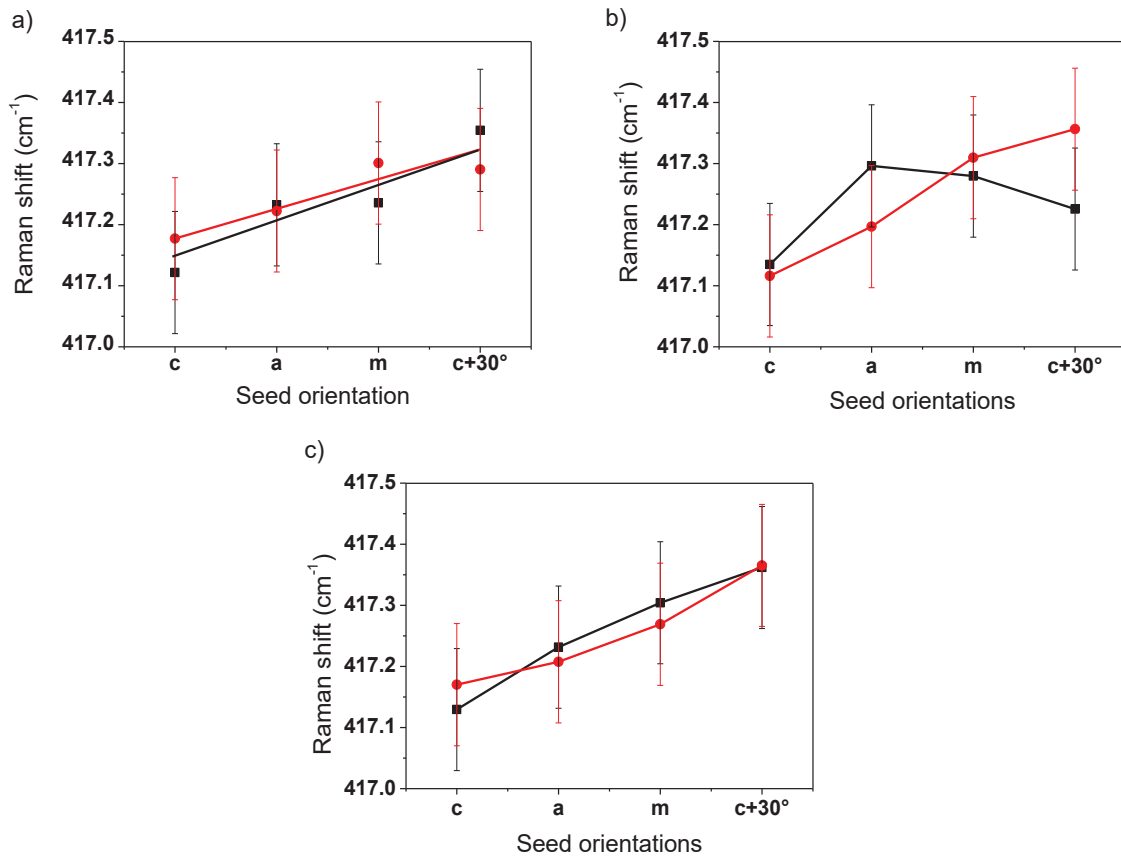 a)
417.5
417.4
417.3
417.2
417.1
417.0
Raman shift (cm⁻¹)
c a m c+30°
Seed orientation
b)
417.5
417.4
417.3
417.2
417.1
417.0
Raman shift (cm⁻¹)
c a m c+30°
Seed orientations
c)
417.5
417.4
417.3
417.2
417.1
417.0
Raman shift (cm⁻¹)
c a m c+30°
Seed orientations